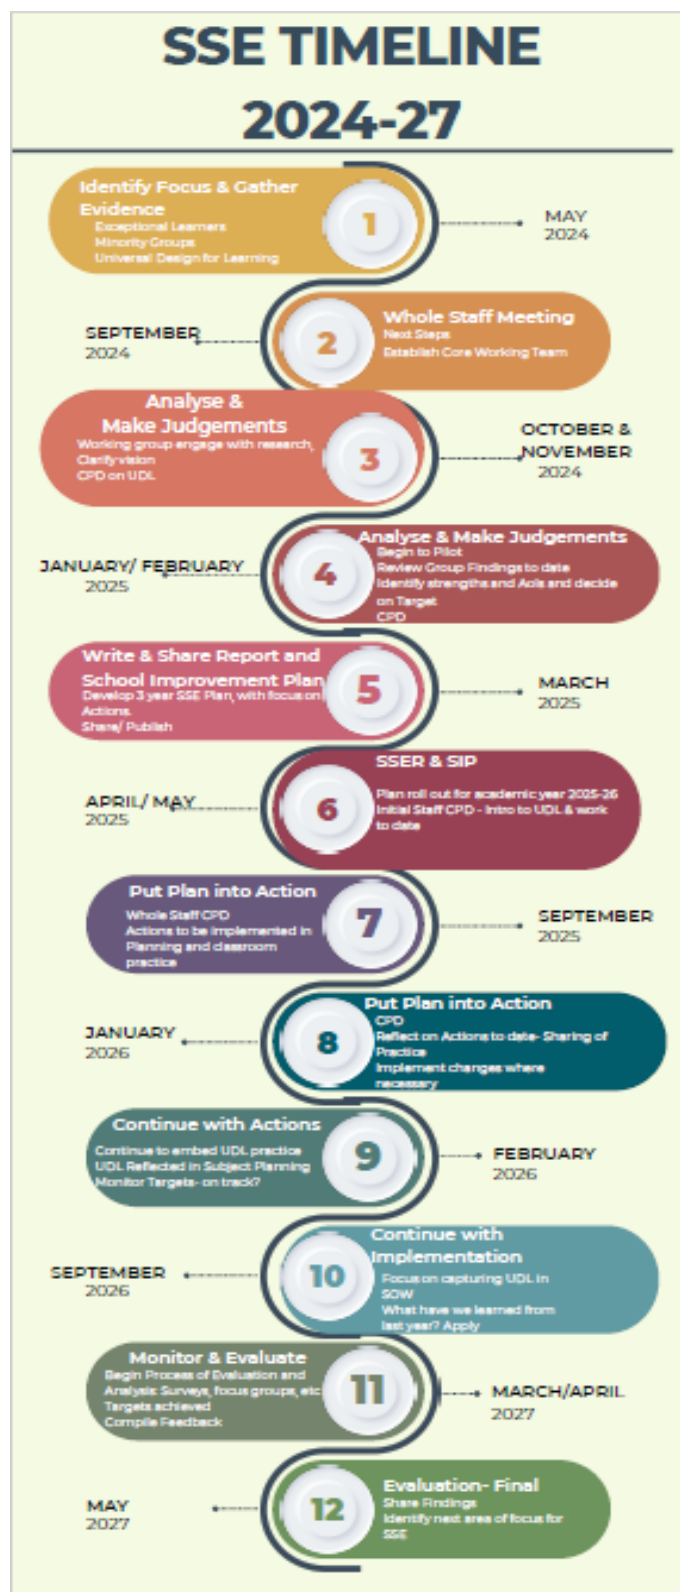 SSE TIMELINE
2024-27
Identify Focus & Gather
Evidence
Exceptional Learners
Minority Groups
Universal Design for Learning
1
MAY
2024
SEPTEMBER
2024
2
Whole Staff Meeting
Next Steps
Establish Core Working Team
Analyse &
Make Judgements
Working group engage with research,
Clarify vision
CPD on UDL
3
OCTOBER &
NOVEMBER
2024
JANUARY/ FEBRUARY
2025
4
Analyse & Make Judgements
Begin to Pilot
Review Group Findings to date
Identify strengths and AoIs and decide
on Target
CPD
Write & Share Report and
School Improvement Plan
Develop 3 year SSE Plan, with focus on
Actions.
Share/ Publish
5
MARCH
2025
APRIL/ MAY
2025
6
SSER & SIP
Plan roll out for academic year 2025-26
Initial Staff CPD - Intro to UDL & work
to date
Put Plan into Action
Whole Staff CPD
Actions to be implemented in
Planning and classroom
practice
7
SEPTEMBER
2025
JANUARY
2026
8
Put Plan into Action
CPD
Reflect on Actions to date- Sharing of
Practice
Implement changes where
necessary
Continue with Actions
Continue to embed UDL practice
UDL Reflected in Subject Planning
Monitor Targets- on track?
9
FEBRUARY
2026
SEPTEMBER
2026
10
Continue with
Implementation
Focus on capturing UDL in
SOW
What have we learned from
last year? Apply
Monitor & Evaluate
Begin Process of Evaluation and
Analysis: Surveys, focus groups, etc
Targets achieved
Compile Feedback
11
MARCH/APRIL
2027
MAY
2027
12
Evaluation- Final
Share Findings
Identify next area of focus for
SSE